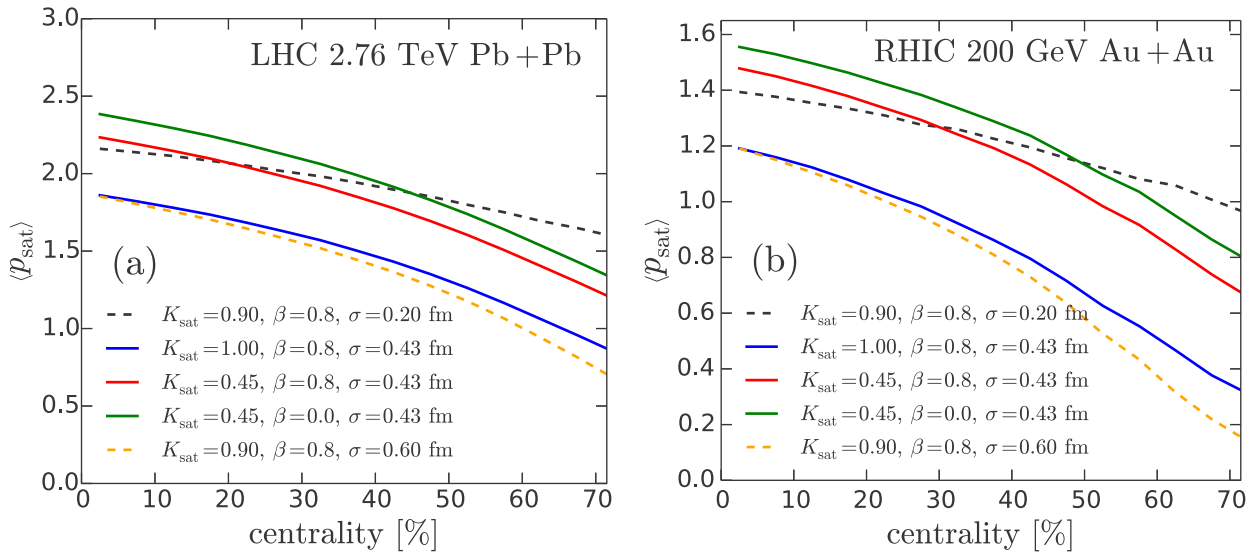 LHC 2.76 TeV Pb+Pb
3.0
2.5
2.0
1.5
1.0
0.5
0.0
⟨p_sat⟩
(a)
K_sat=0.90, β=0.8, σ=0.20 fm
K_sat=1.00, β=0.8, σ=0.43 fm
K_sat=0.45, β=0.8, σ=0.43 fm
K_sat=0.45, β=0.0, σ=0.43 fm
K_sat=0.90, β=0.8, σ=0.60 fm
0 10 20 30 40 50 60 70
centrality [%]
RHIC 200 GeV Au+Au
1.6
1.4
1.2
1.0
0.8
0.6
0.4
0.2
0.0
⟨p_sat⟩
(b)
K_sat=0.90, β=0.8, σ=0.20 fm
K_sat=1.00, β=0.8, σ=0.43 fm
K_sat=0.45, β=0.8, σ=0.43 fm
K_sat=0.45, β=0.0, σ=0.43 fm
K_sat=0.90, β=0.8, σ=0.60 fm
0 10 20 30 40 50 60 70
centrality [%]